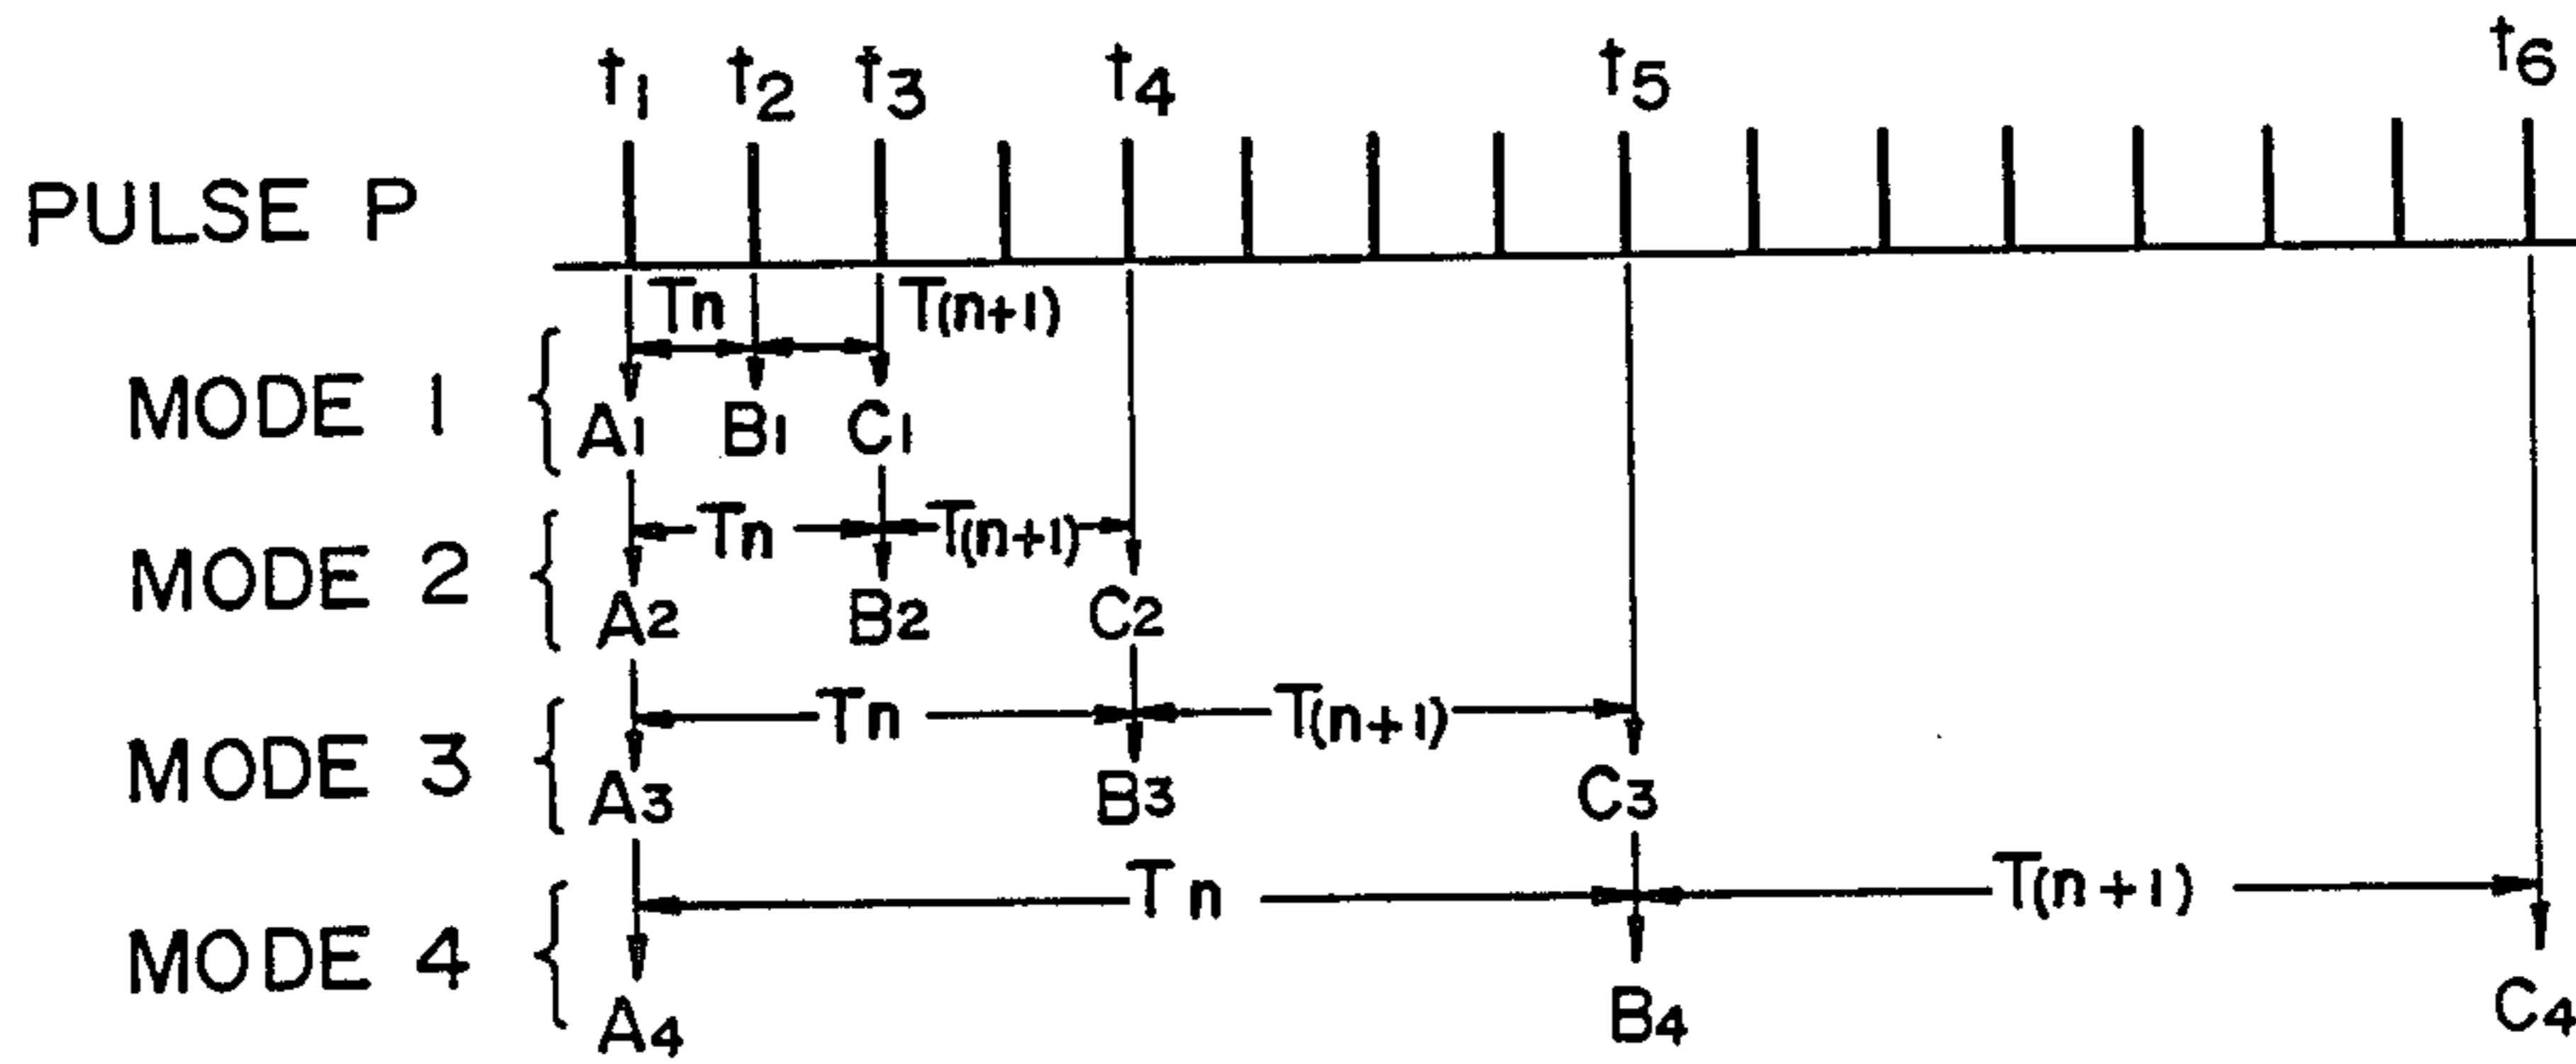 t1 t2 t3 t4 t5 t6
PULSE P
Tn T(n+1)
MODE 1
A1 B1 C1
Tn T(n+1)
MODE 2
A2 B2 C2
Tn T(n+1)
MODE 3
A3 B3 C3
Tn T(n+1)
MODE 4
A4 B4 C4